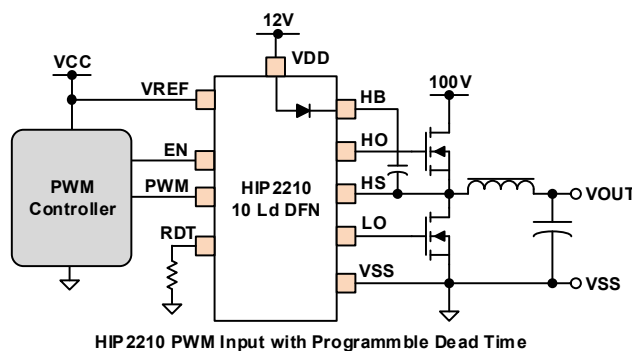 12V
VCC
VDD
100V
VREF
HB
HO
EN
PWM
Controller
PWM
HIP2210
10 Ld DFN
HS
VOUT
RDT
LO
VSS
VSS
HIP2210 PWM Input with Programmble Dead Time